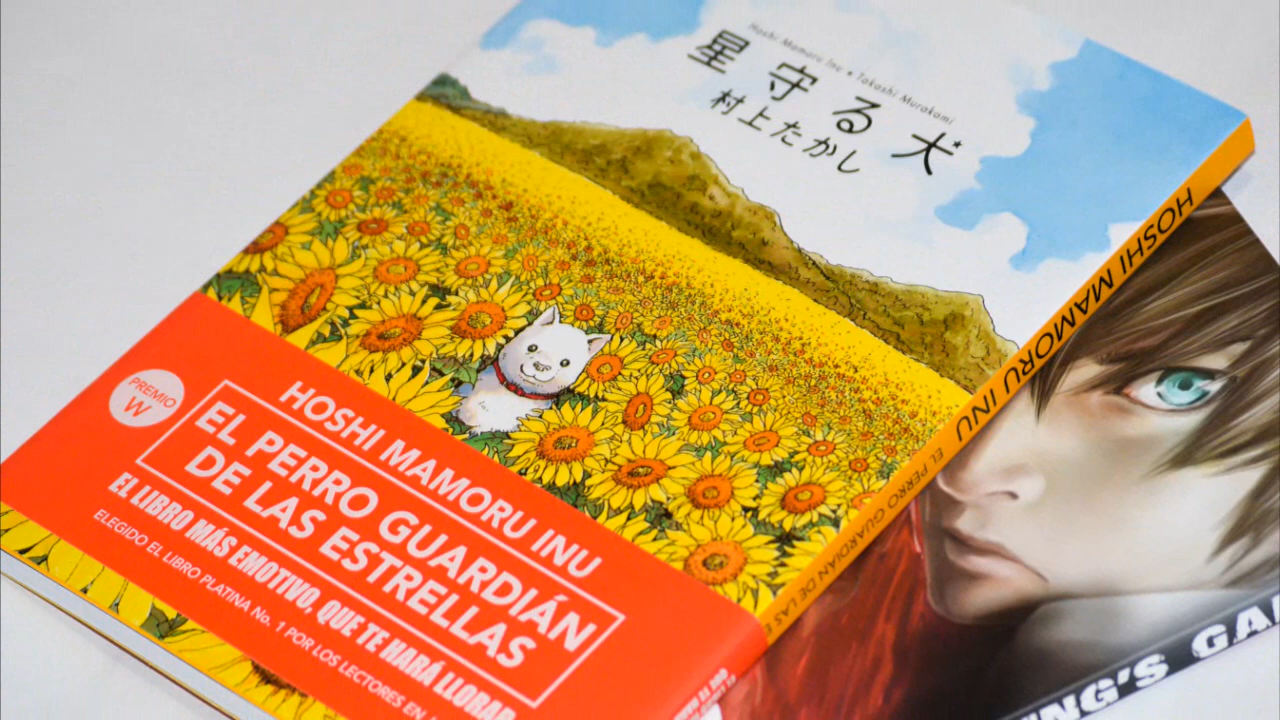 Hoshi Mamoru Inu ★ Takashi Murakami
星守る犬
村上たかし
PREMIO
W
HOSHI MAMORU INU
EL PERRO GUARDIÁN
DE LAS ESTRELLAS
EL LIBRO MÁS EMOTIVO, QUE TE HARÁ LLORAR
ELEGIDO EL LIBRO PLATINA No. 1 POR LOS LECTORES EN
HOSHI MAMORU INU
EL PERRO GUARDIÁN DE LAS